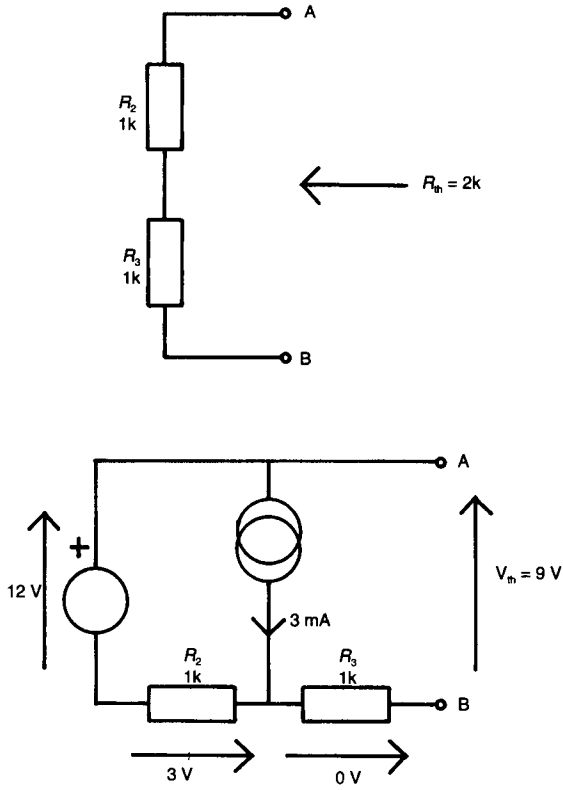 A
R₂
1k
Rth = 2k
R₃
1k
B
A
+
12 V
Vth = 9 V
3 mA
R₂
1k
R₃
1k
B
3 V
0 V